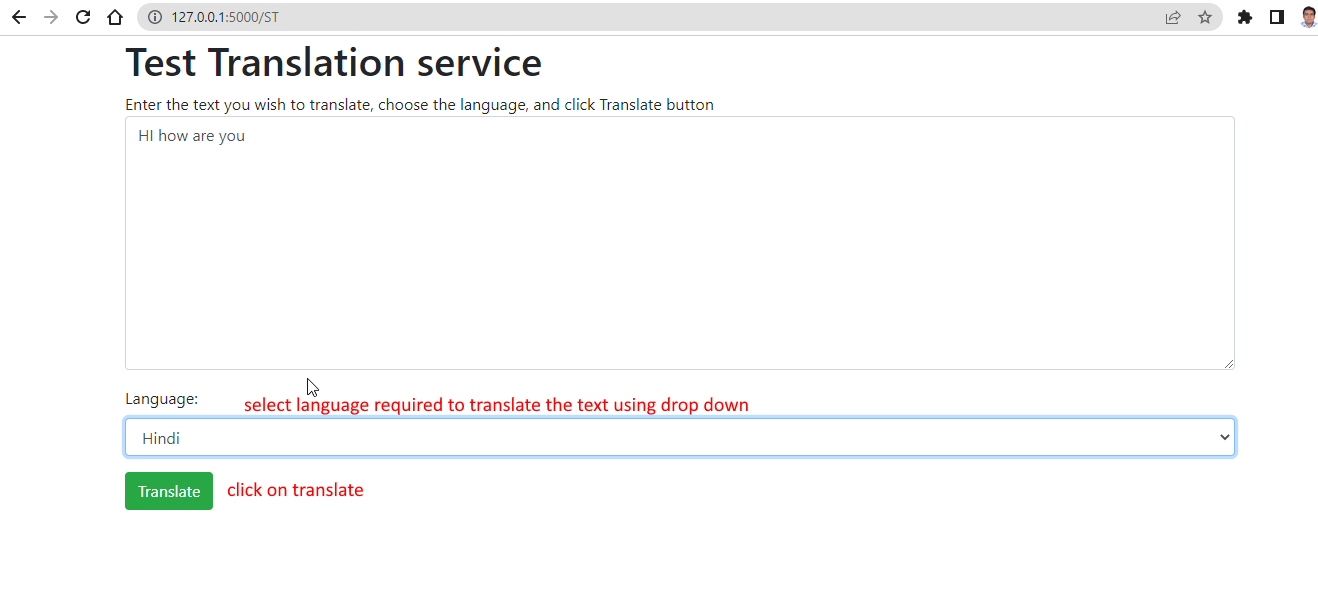 127.0.0.1:5000/ST
Test Translation service
Enter the text you wish to translate, choose the language, and click Translate button
HI how are you
Language:
select language required to translate the text using drop down
Hindi
Translate
click on translate